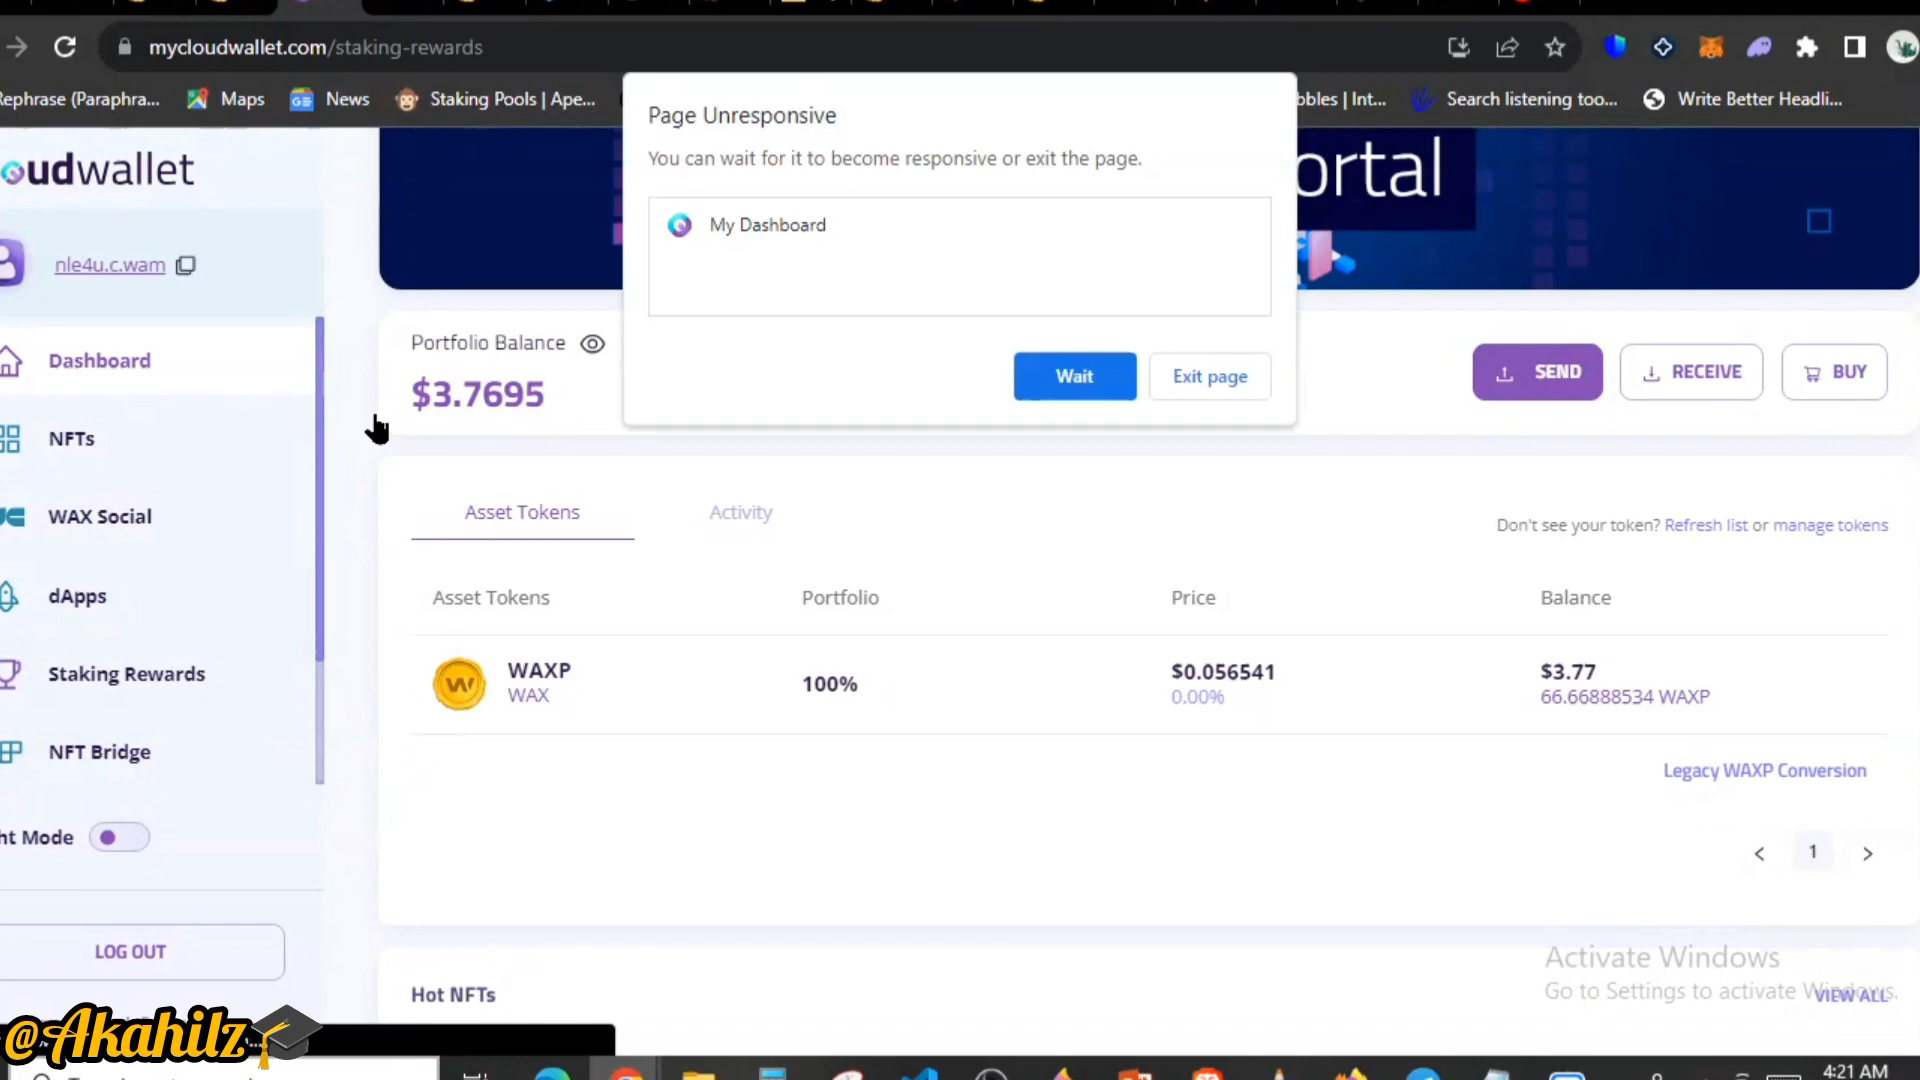 mycloudwallet.com/staking-rewards
Rephrase (Paraphra...
Maps
News
Staking Pools | Ape...
bbles | Int...
Search listening too...
Write Better Headli...
Page Unresponsive
You can wait for it to become responsive or exit the page.
My Dashboard
Wait
Exit page
oudwallet
ortal
nle4u.c.wam
Dashboard
NFTs
WAX Social
dApps
Staking Rewards
NFT Bridge
ht Mode
LOG OUT
Portfolio Balance
$3.7695
SEND
RECEIVE
BUY
Asset Tokens
Activity
Don't see your token? Refresh list or manage tokens
Asset Tokens
Portfolio
Price
Balance
WAXP
WAX
100%
$0.056541
0.00%
$3.77
66.66888534 WAXP
Legacy WAXP Conversion
< 1 >
Hot NFTs
VIEW ALL
Activate Windows
Go to Settings to activate Windows.
@Akahilz
4:21 AM